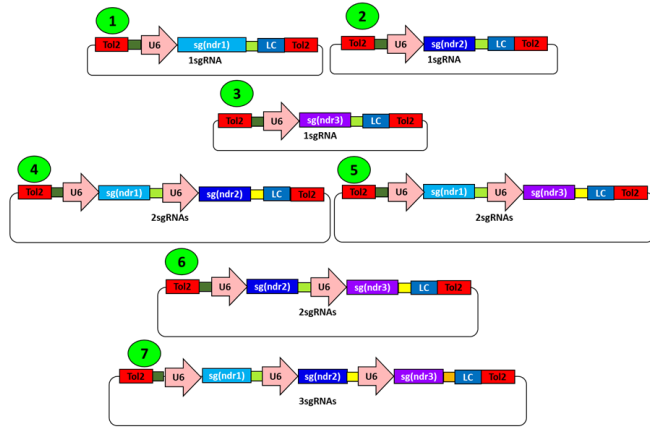 1
Tol2 U6 sg(ndr1) LC Tol2
1sgRNA
2
Tol2 U6 sg(ndr2) LC Tol2
1sgRNA
3
Tol2 U6 sg(ndr3) LC Tol2
1sgRNA
4
Tol2 U6 sg(ndr1) U6 sg(ndr2) LC Tol2
2sgRNAs
5
Tol2 U6 sg(ndr1) U6 sg(ndr3) LC Tol2
2sgRNAs
6
Tol2 U6 sg(ndr2) U6 sg(ndr3) LC Tol2
2sgRNAs
7
Tol2 U6 sg(ndr1) U6 sg(ndr2) U6 sg(ndr3) LC Tol2
3sgRNAs